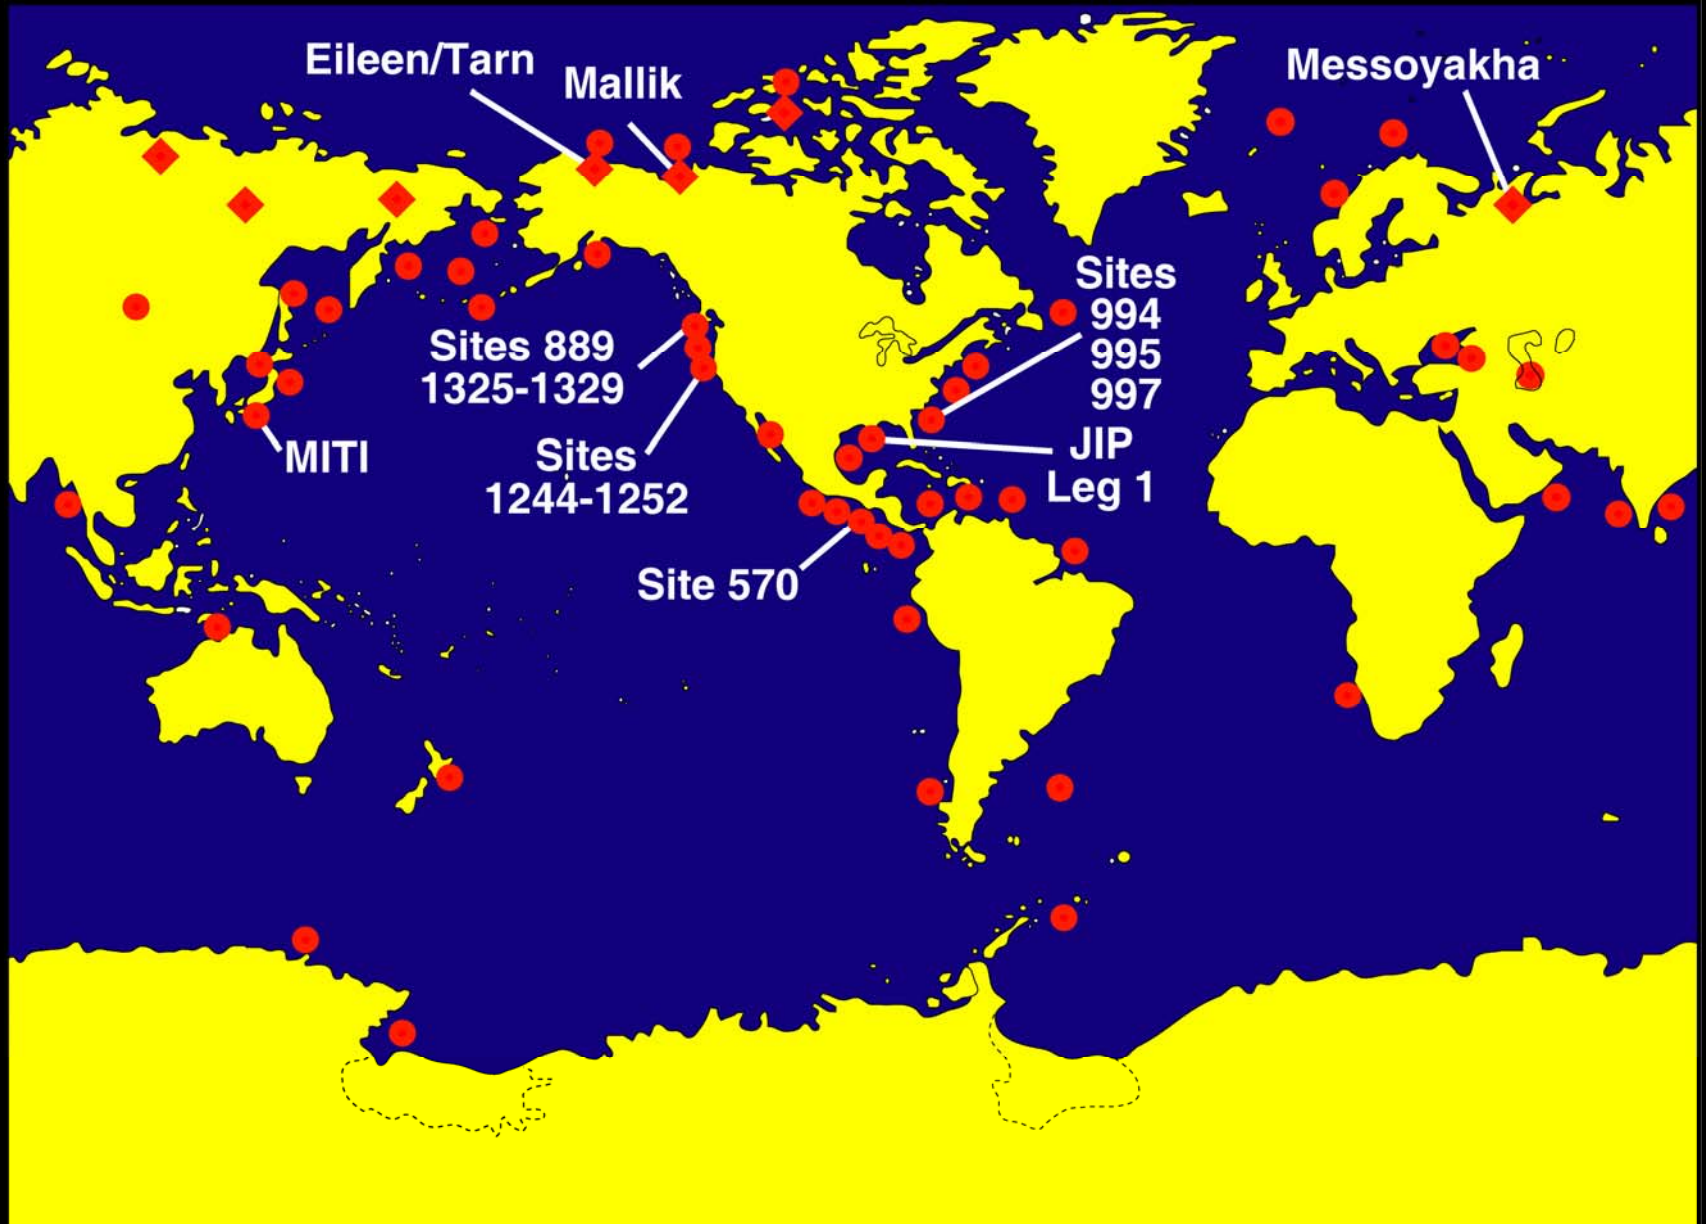 Eileen/Tarn
Mallik
Messoyakha
Sites
994
995
997
Sites 889
1325-1329
JIP
Leg 1
MITI
Sites
1244-1252
Site 570